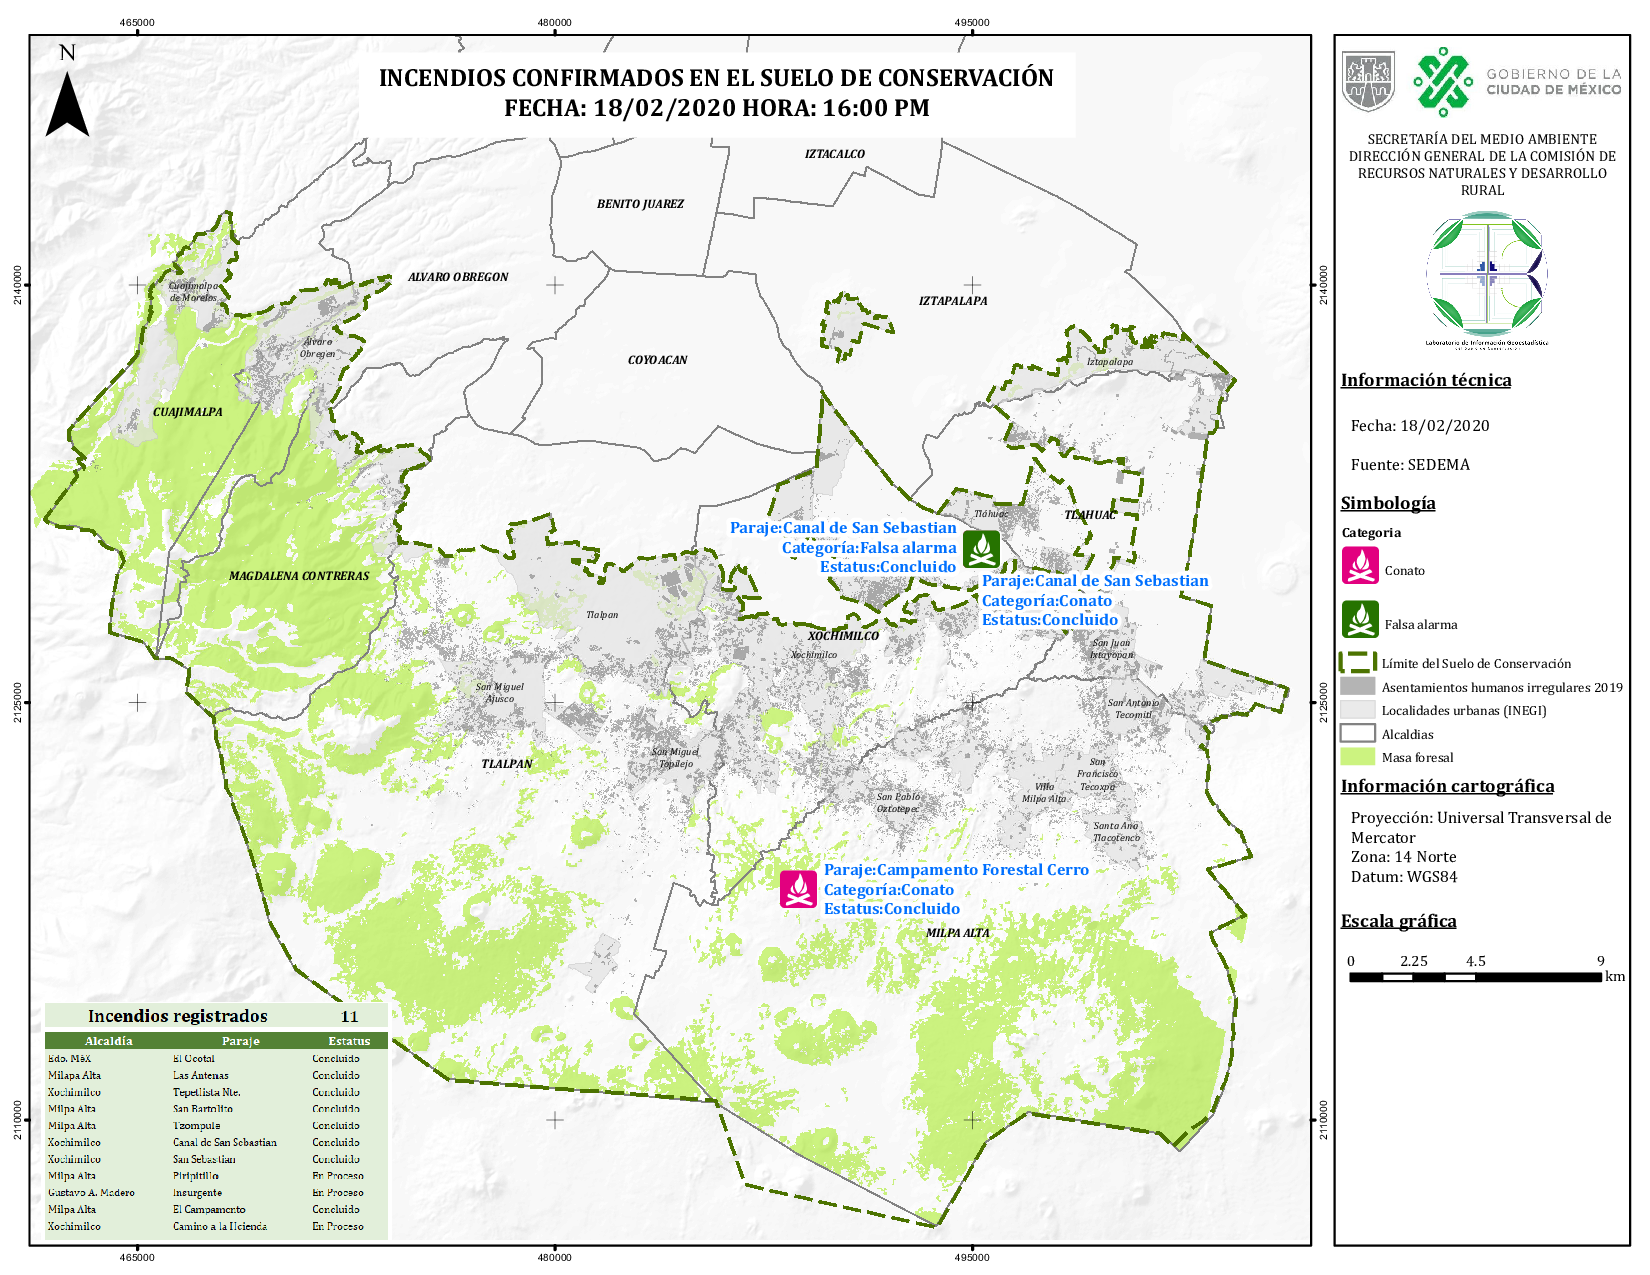 465000
480000
495000
N
INCENDIOS CONFIRMADOS EN EL SUELO DE CONSERVACIÓN
FECHA: 18/02/2020 HORA: 16:00 PM
IZTACALCO
BENITO JUAREZ
ALVARO OBREGON
IZTAPALAPA
COYOACAN
Cuajimalpa
de Morelos
Álvaro
Obregón
Iztapalapa
CUAJIMALPA
Tláhuac
TLAHUAC
Paraje:Canal de San Sebastian
Categoría:Falsa alarma
Estatus:Concluido
Paraje:Canal de San Sebastian
Categoría:Conato
Estatus:Concluido
MAGDALENA CONTRERAS
Tlalpan
XOCHIMILCO
Xochimilco
San Juan
Ixtayopan
San Miguel
Ajusco
San Antonio
Tecomitl
San Miguel
Topilejo
TLALPAN
San
Francisco
Tecoxpa
Villa
Milpa Alta
San Pablo
Oztotepec
Santa Ana
Tlacotenco
Paraje:Campamento Forestal Cerro
Categoría:Conato
Estatus:Concluido
MILPA ALTA
2140000
2125000
2110000
2140000
2125000
2110000
Incendios registrados 11
Alcaldía Paraje Estatus
Edo. Méx El Ocotal Concluido
Milapa Alta Las Antenas Concluido
Xochimilco Tepetlista Nte. Concluido
Milpa Alta San Bartolito Concluido
Milpa Alta Tzompule Concluido
Xochimilco Canal de San Sebastian Concluido
Xochimilco San Sebastian Concluido
Milpa Alta Piripitillo En Proceso
Gustavo A. Madero Insurgente En Proceso
Milpa Alta El Campamento Concluido
Xochimilco Camino a la Hcienda En Proceso
465000
480000
495000
GOBIERNO DE LA
CIUDAD DE MÉXICO
SECRETARÍA DEL MEDIO AMBIENTE
DIRECCIÓN GENERAL DE LA COMISIÓN DE
RECURSOS NATURALES Y DESARROLLO
RURAL
Laboratorio de Información Geoestadística
Información técnica
Fecha: 18/02/2020
Fuente: SEDEMA
Simbología
Categoria
Conato
Falsa alarma
Límite del Suelo de Conservación
Asentamientos humanos irregulares 2019
Localidades urbanas (INEGI)
Alcaldias
Masa foresal
Información cartográfica
Proyección: Universal Transversal de
Mercator
Zona: 14 Norte
Datum: WGS84
Escala gráfica
0 2.25 4.5 9
km